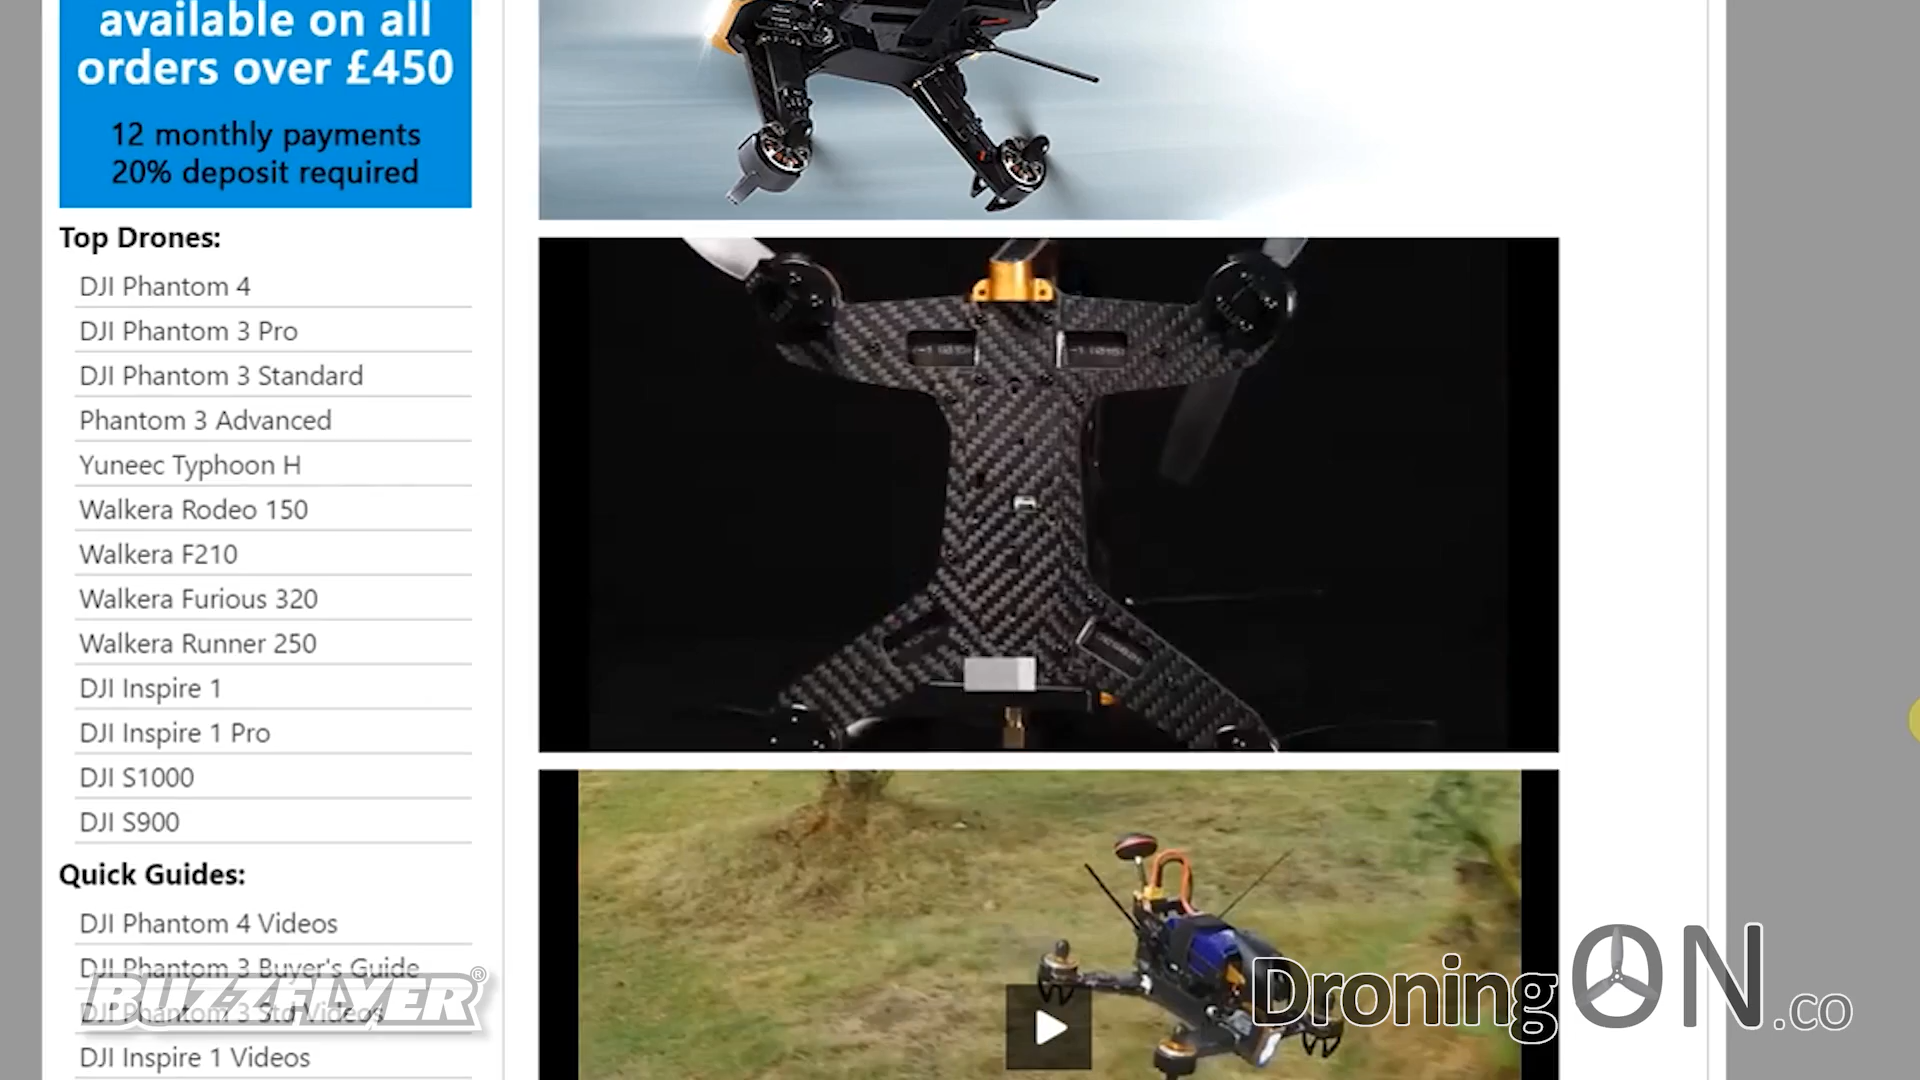 available on all
orders over £450
12 monthly payments
20% deposit required
Top Drones:
DJI Phantom 4
DJI Phantom 3 Pro
DJI Phantom 3 Standard
Phantom 3 Advanced
Yuneec Typhoon H
Walkera Rodeo 150
Walkera F210
Walkera Furious 320
Walkera Runner 250
DJI Inspire 1
DJI Inspire 1 Pro
DJI S1000
DJI S900
Quick Guides:
DJI Phantom 4 Videos
DJI Phantom 3 Buyer's Guide
DJI Phantom 3 Std Videos
DJI Inspire 1 Videos
BUZZFLYER®
DroningON.co